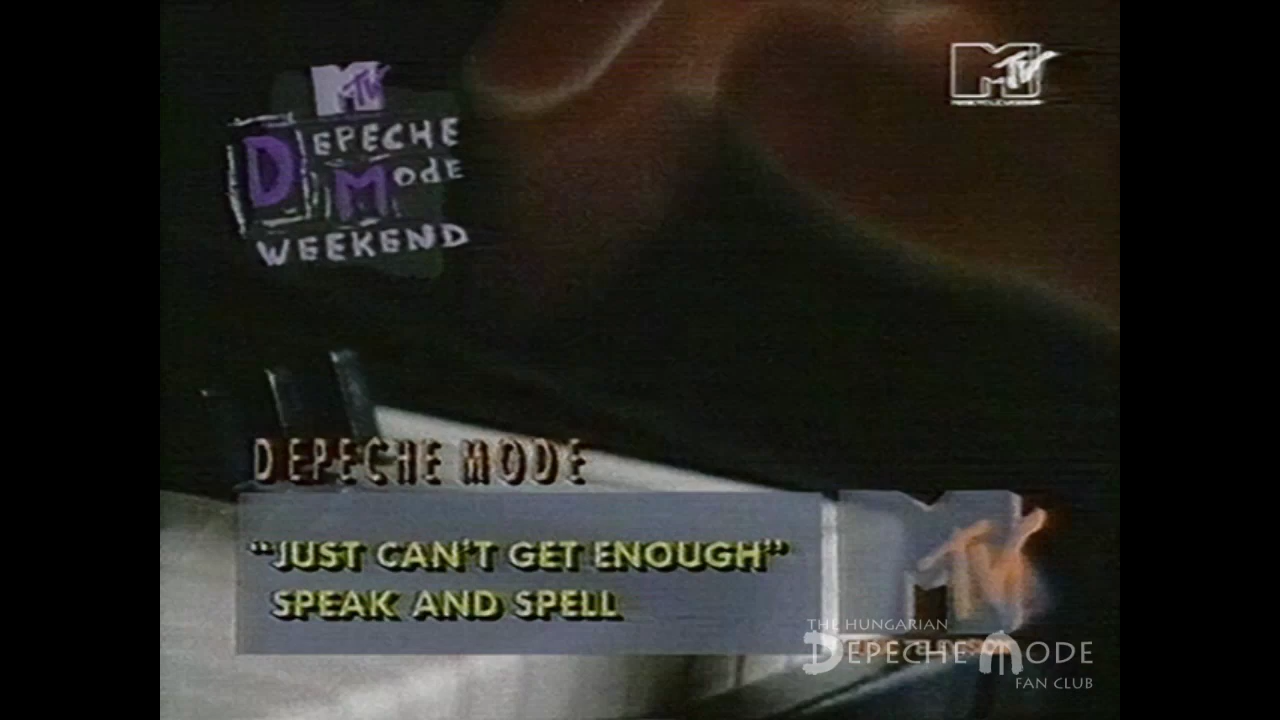 MTV
DEPECHE
MODE
WEEKEND
MTV
DEPECHE MODE
"JUST CAN'T GET ENOUGH"
SPEAK AND SPELL
MTV
THE HUNGARIAN
DEPECHE MODE
FAN CLUB